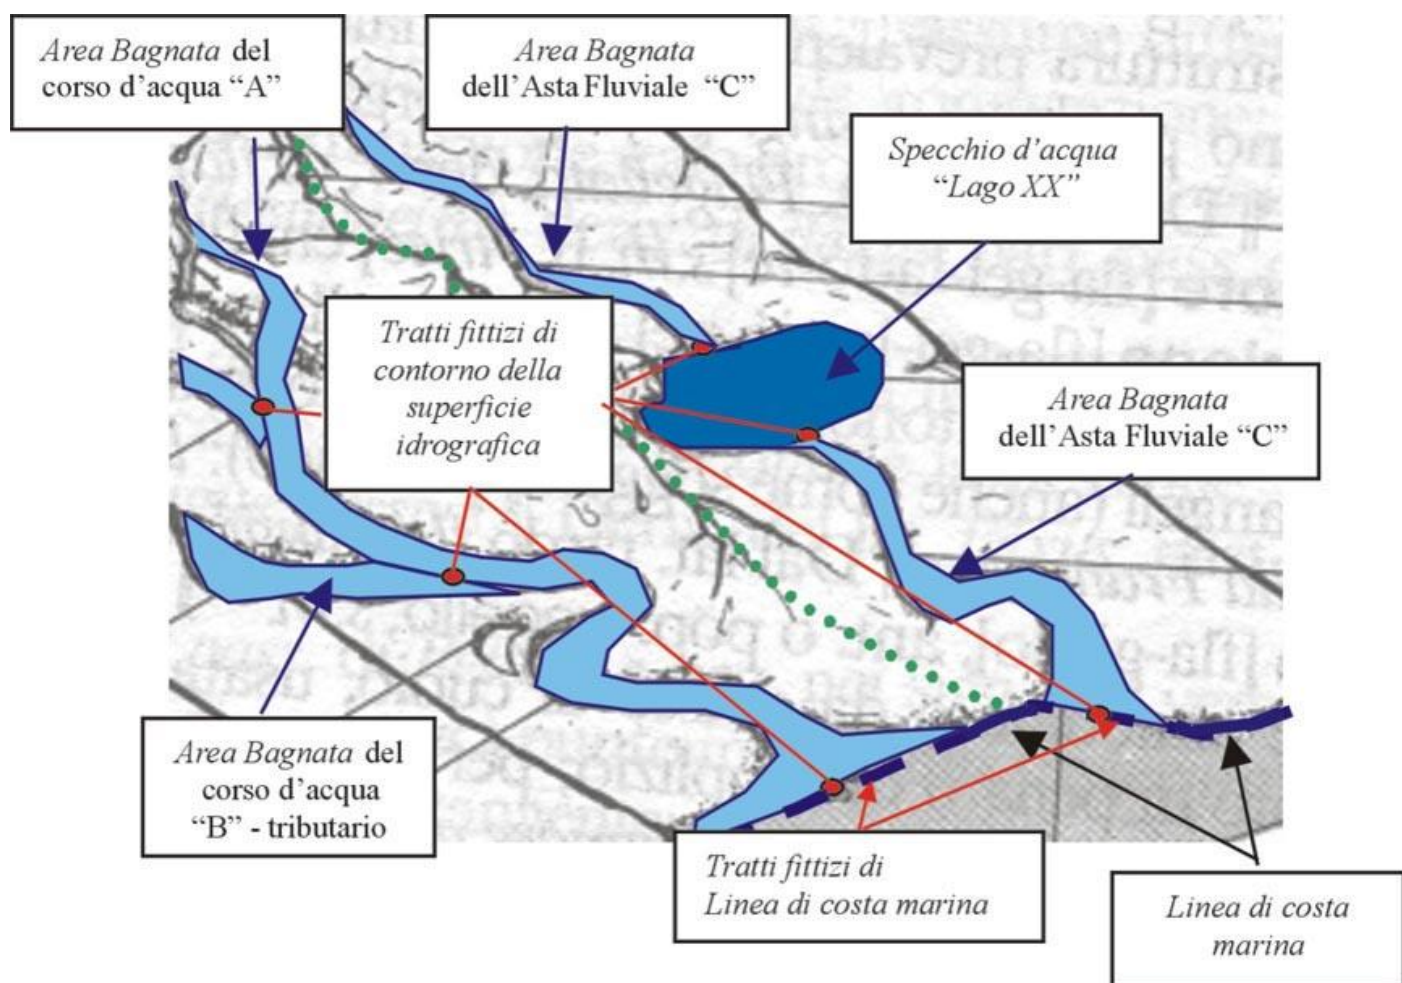 Area Bagnata del
corso d’acqua “A”
Area Bagnata
dell’Asta Fluviale “C”
Specchio d’acqua
“Lago XX”
Tratti fittizi di
contorno della
superficie
idrografica
Area Bagnata
dell’Asta Fluviale “C”
Area Bagnata del
corso d’acqua
“B” - tributario
Tratti fittizi di
Linea di costa marina
Linea di costa
marina